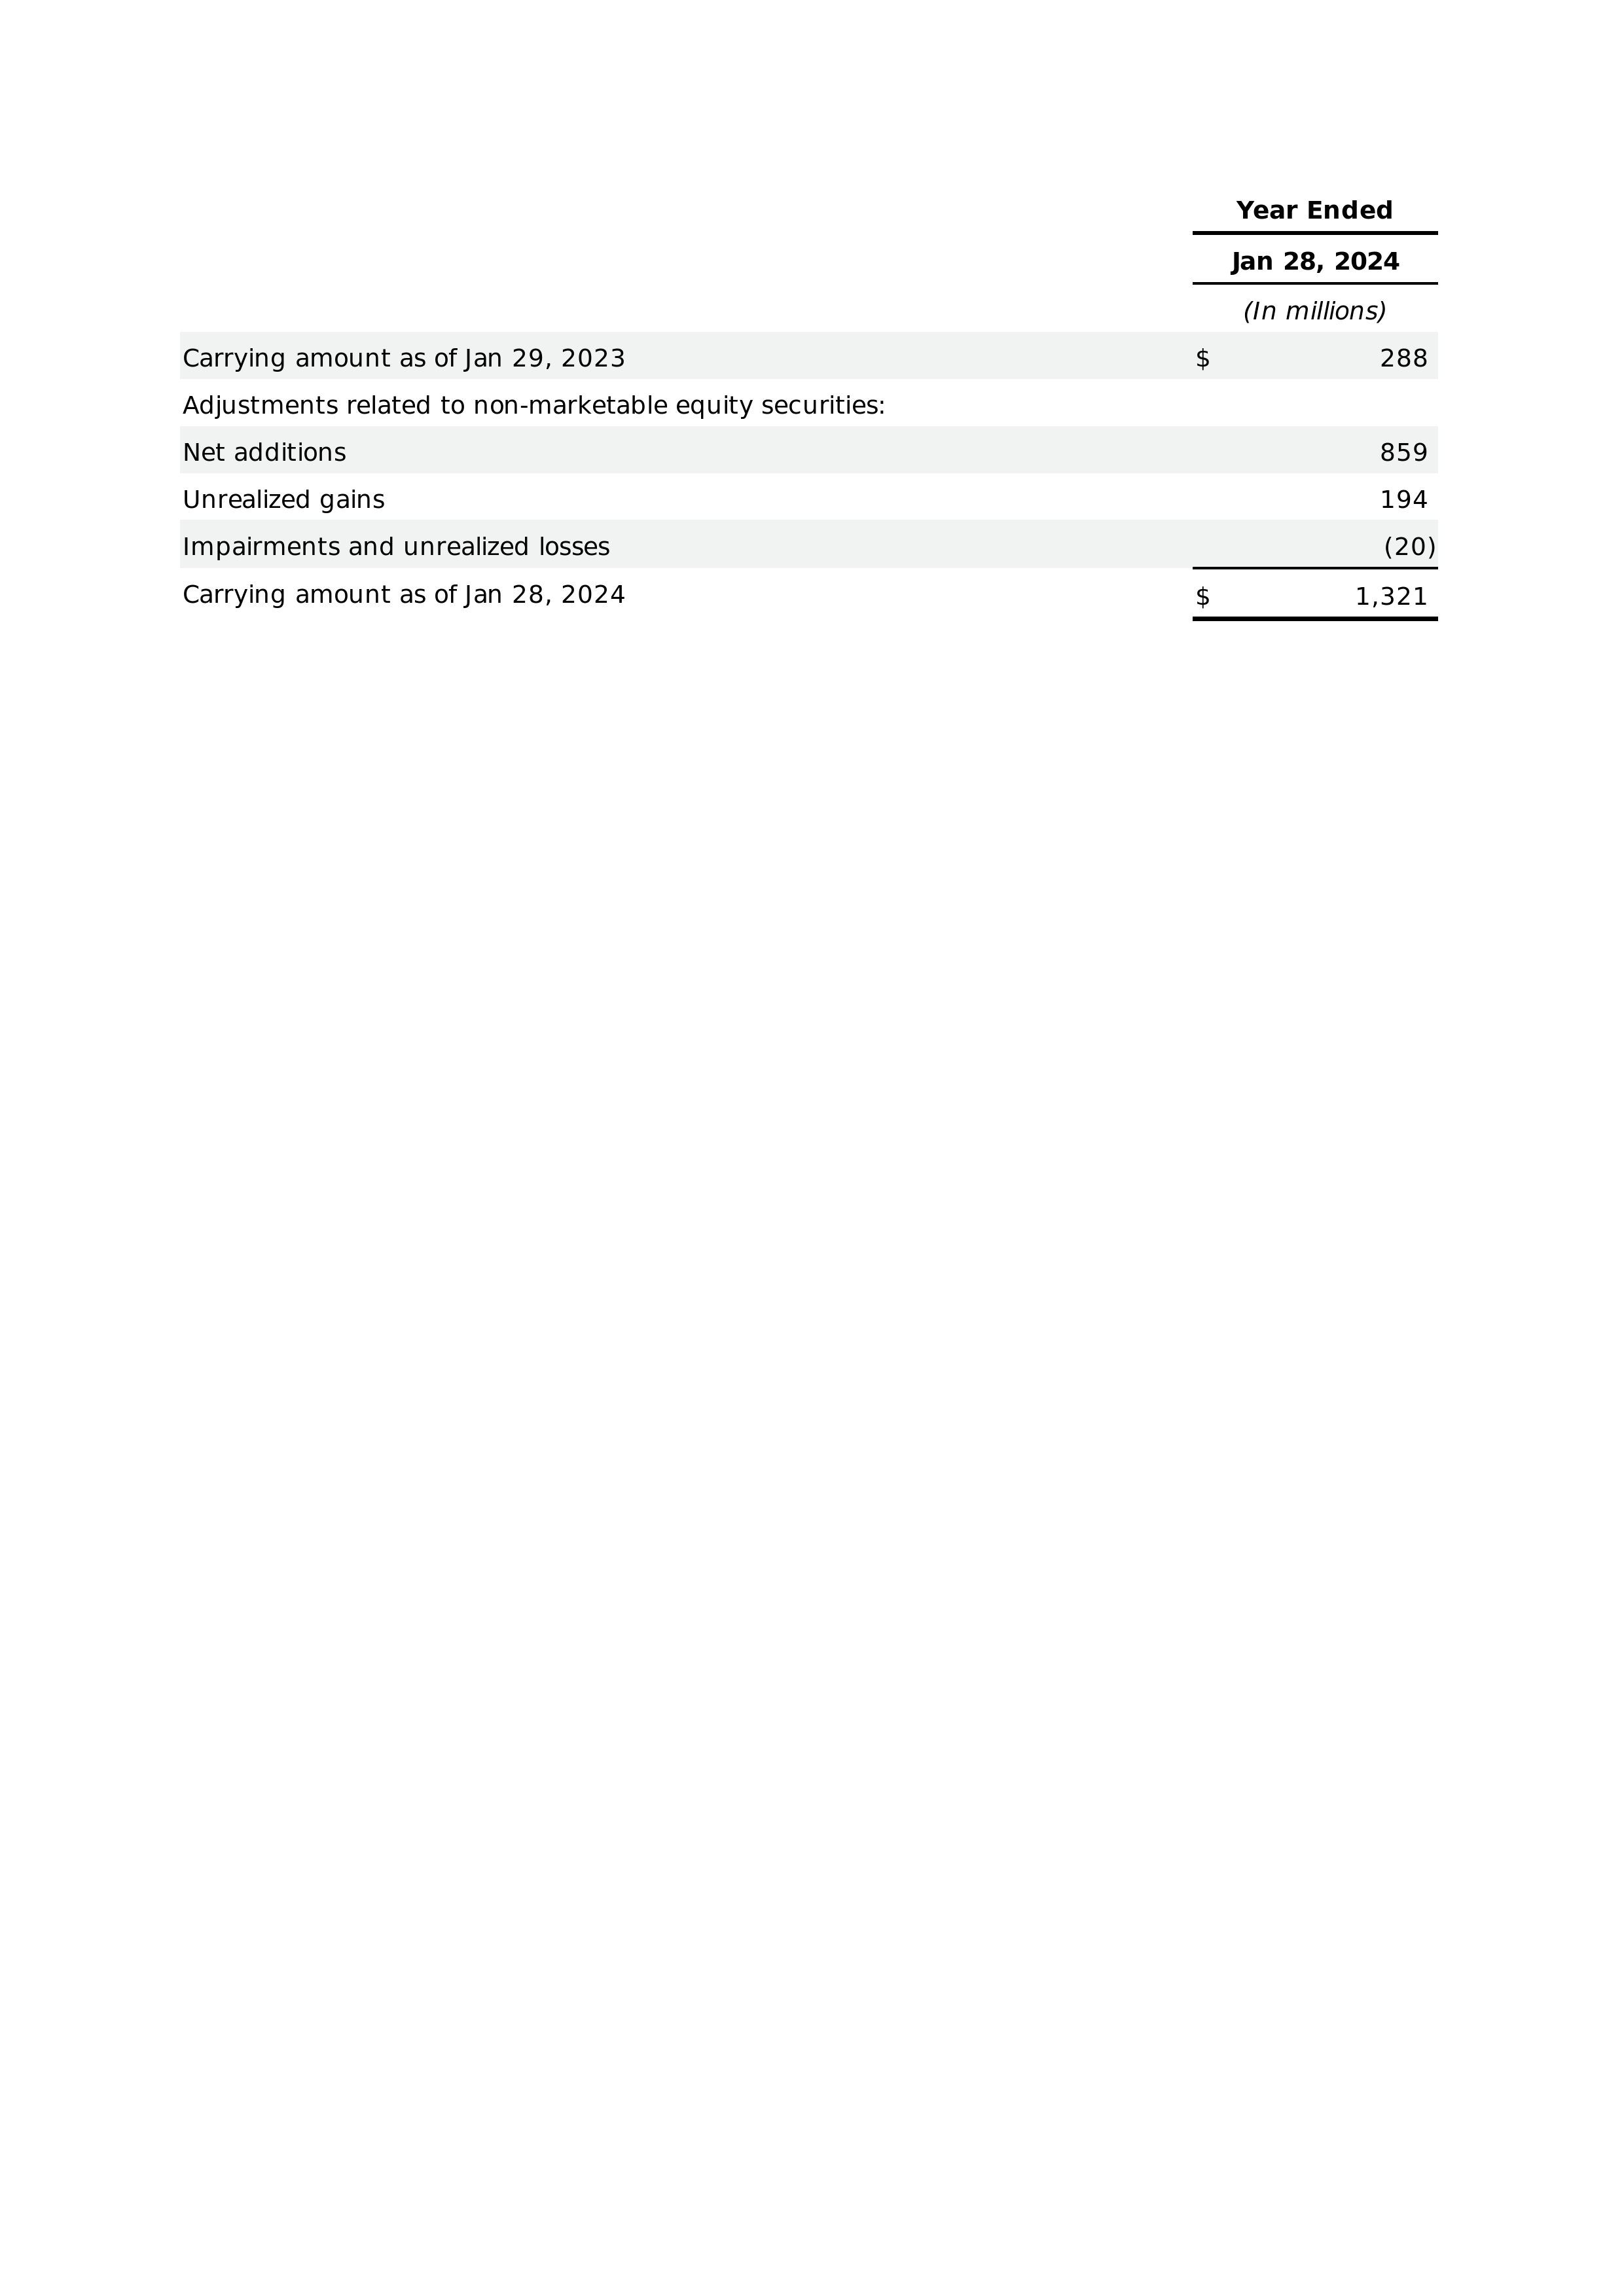 Year Ended
Jan 28, 2024
(In millions)
Carrying amount as of Jan 29, 2023 $ 288
Adjustments related to non-marketable equity securities:
Net additions 859
Unrealized gains 194
Impairments and unrealized losses (20)
Carrying amount as of Jan 28, 2024 $ 1,321